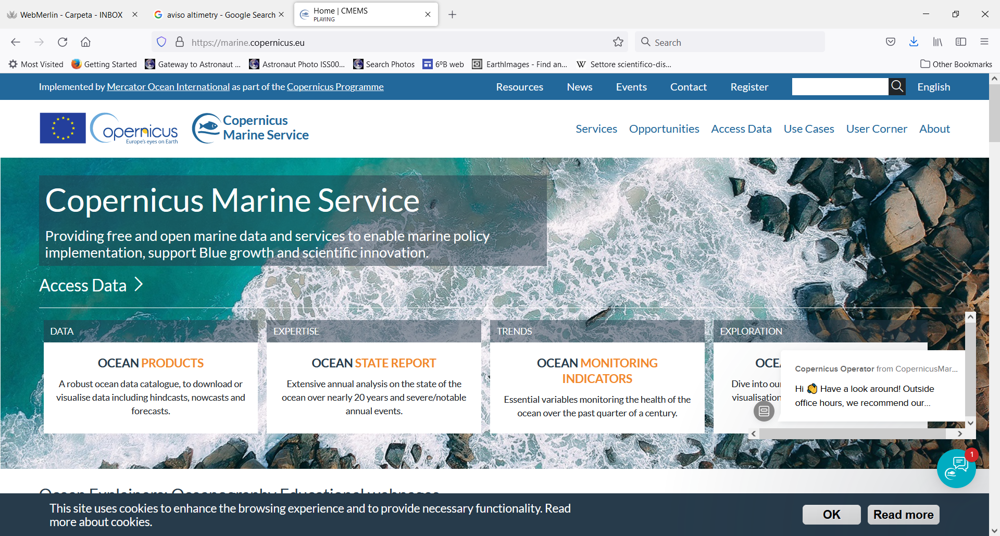 WebMerlin - Carpeta - INBOX
aviso altimetry - Google Search
Home | CMEMS
PLAYING
https://marine.copernicus.eu
Search
Most Visited
Getting Started
Gateway to Astronaut ...
Astronaut Photo ISS00...
Search Photos
6ºB web
EarthImages - Find an...
W Settore scientifico-dis...
Other Bookmarks
Implemented by Mercator Ocean International as part of the Copernicus Programme
Resources
News
Events
Contact
Register
English
opernicus
Europe's eyes on Earth
Copernicus
Marine Service
Services
Opportunities
Access Data
Use Cases
User Corner
About
Copernicus Marine Service
Providing free and open marine data and services to enable marine policy
implementation, support Blue growth and scientific innovation.
Access Data
DATA
OCEAN PRODUCTS
A robust ocean data catalogue, to download or
visualise data including hindcasts, nowcasts and
forecasts.
EXPERTISE
OCEAN STATE REPORT
Extensive annual analysis on the state of the
ocean over nearly 20 years and severe/notable
annual events.
TRENDS
OCEAN MONITORING
INDICATORS
Essential variables monitoring the health of the
ocean over the past quarter of a century.
EXPLORATION
OCEA
Dive into our
visualisation
Copernicus Operator from CopernicusMar...
Hi 👋 Have a look around! Outside
office hours, we recommend our...
1
Ocean Explainers: Oceanography Educational webpages
This site uses cookies to enhance the browsing experience and to provide necessary functionality. Read
more about cookies.
OK
Read more